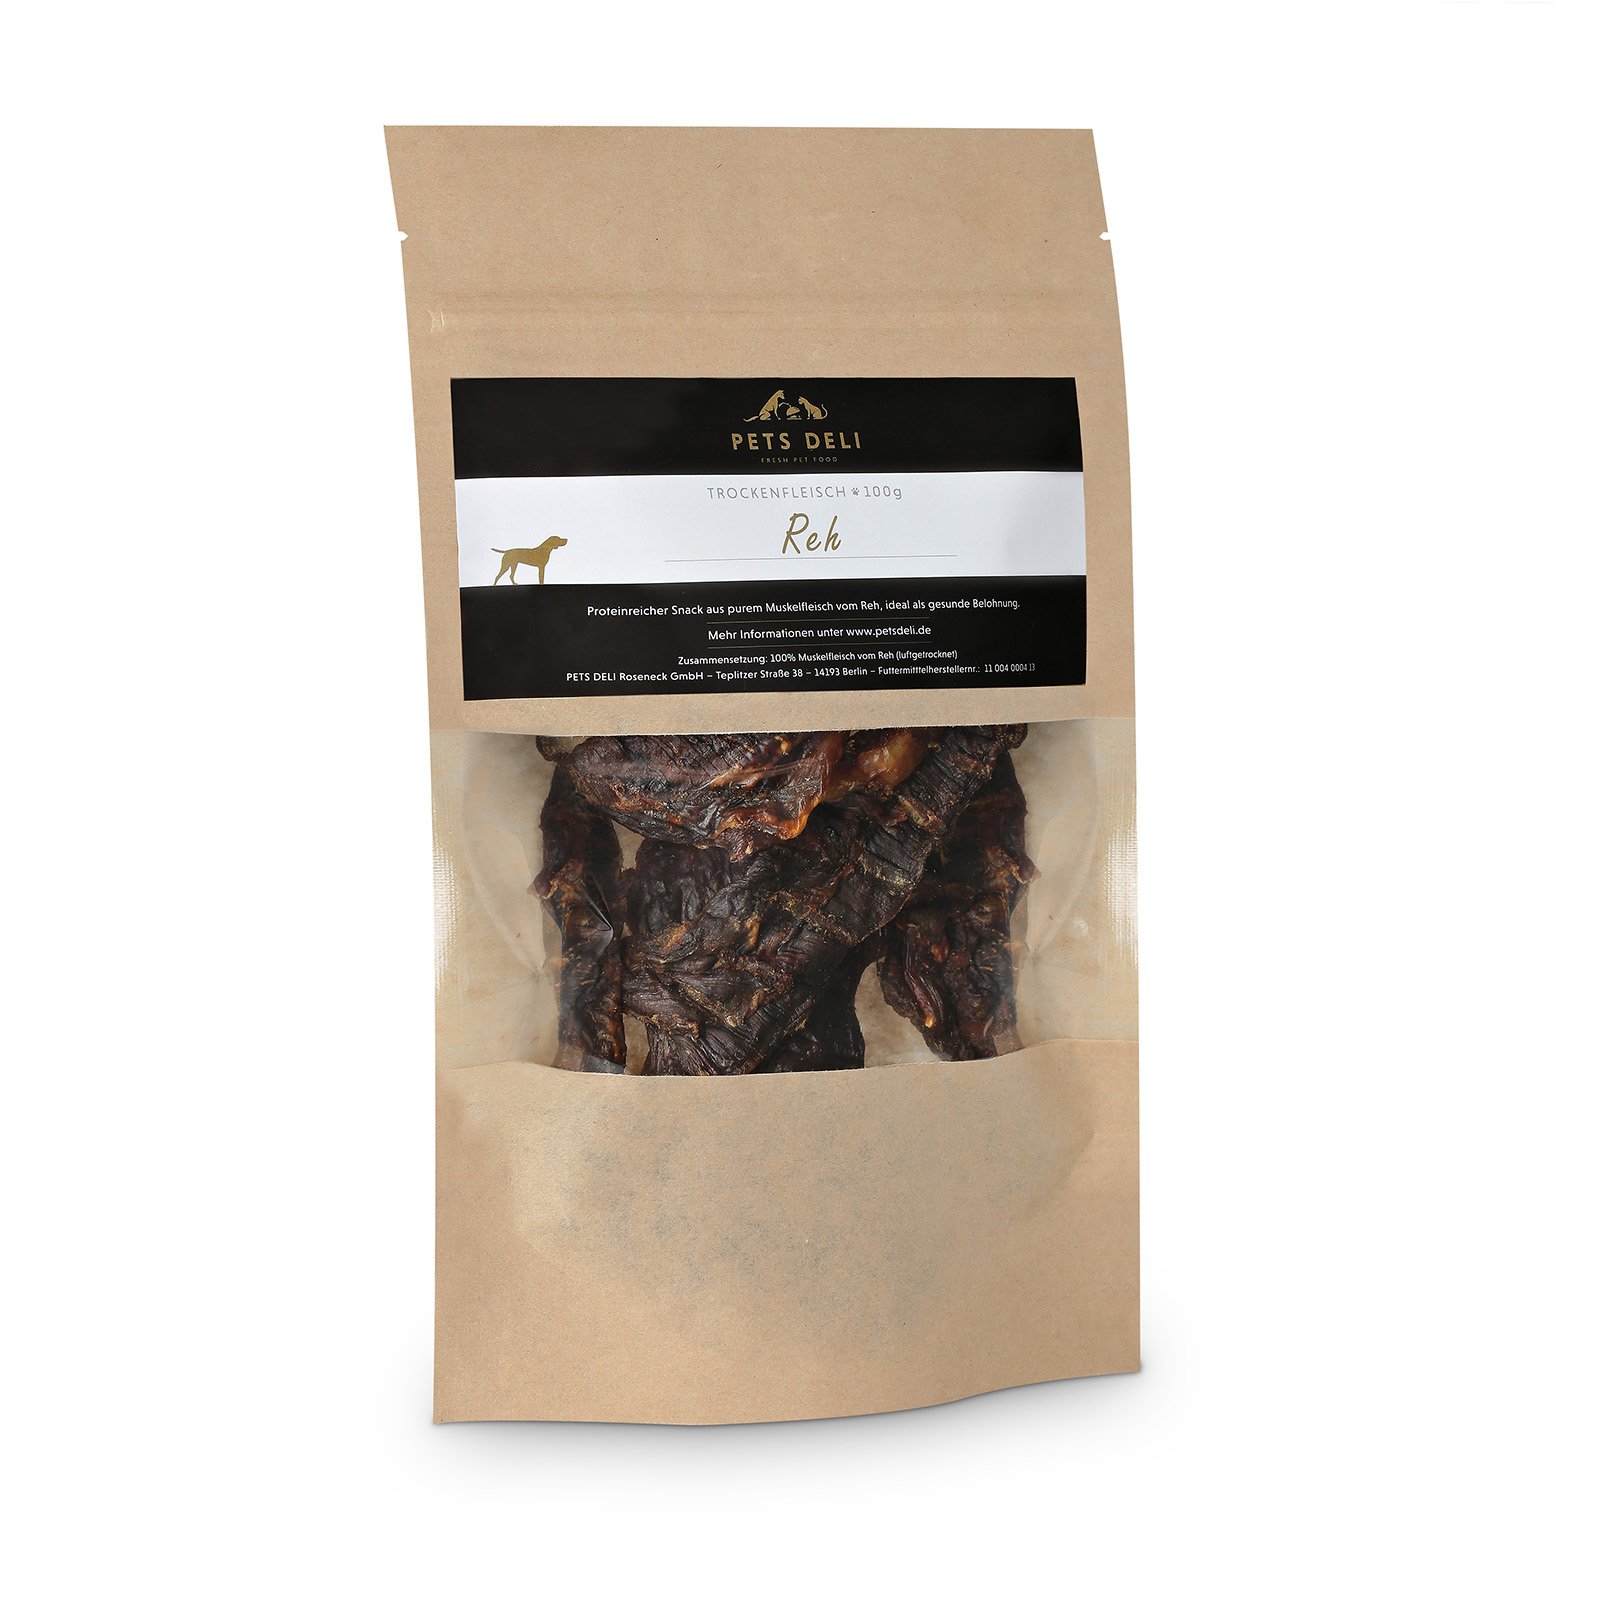 PETS DELI
FRESH PET FOOD
TROCKENFLEISCH 100g
Reh
Proteinreicher Snack aus purem Muskelfleisch vom Reh, ideal als gesunde Belohnung.
Mehr Informationen unter www.petsdeli.de
Zusammensetzung: 100% Muskelfleisch vom Reh (luftgetrocknet)
PETS DELI Roseneck GmbH – Teplitzer Straße 38 – 14193 Berlin – Futtermitttelherstellernr.: 11 004 0004 13